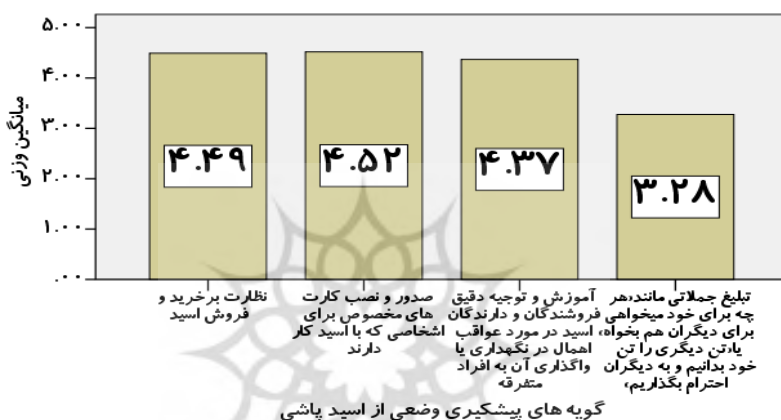 میانگین وزنی
۵.۰۰
۴.۰۰
۳.۰۰
۲.۰۰
۱.۰۰
.۰۰
۴.۴۹
۴.۵۲
۴.۳۷
۳.۲۸
نظارت برخرید و
فروش اسید
صدور و نصب کارت
های مخصوص برای
اشخاصی که با اسید کار
دارند
آموزش و توجیه دقیق
فروشندگان و دارندگان
اسید در مورد عواقب
اهمال در نگهداری یا
واگذاری آن به افراد
متفرقه
تبلیغ جملاتی مانند،هر
چه برای خود میخواهی
برای دیگران هم بخواه،
یا،تن دیگری را تن
خود بدانیم و به دیگران
احترام بگذاریم،
گویه های پیشگیری وضعی از اسید پاشی